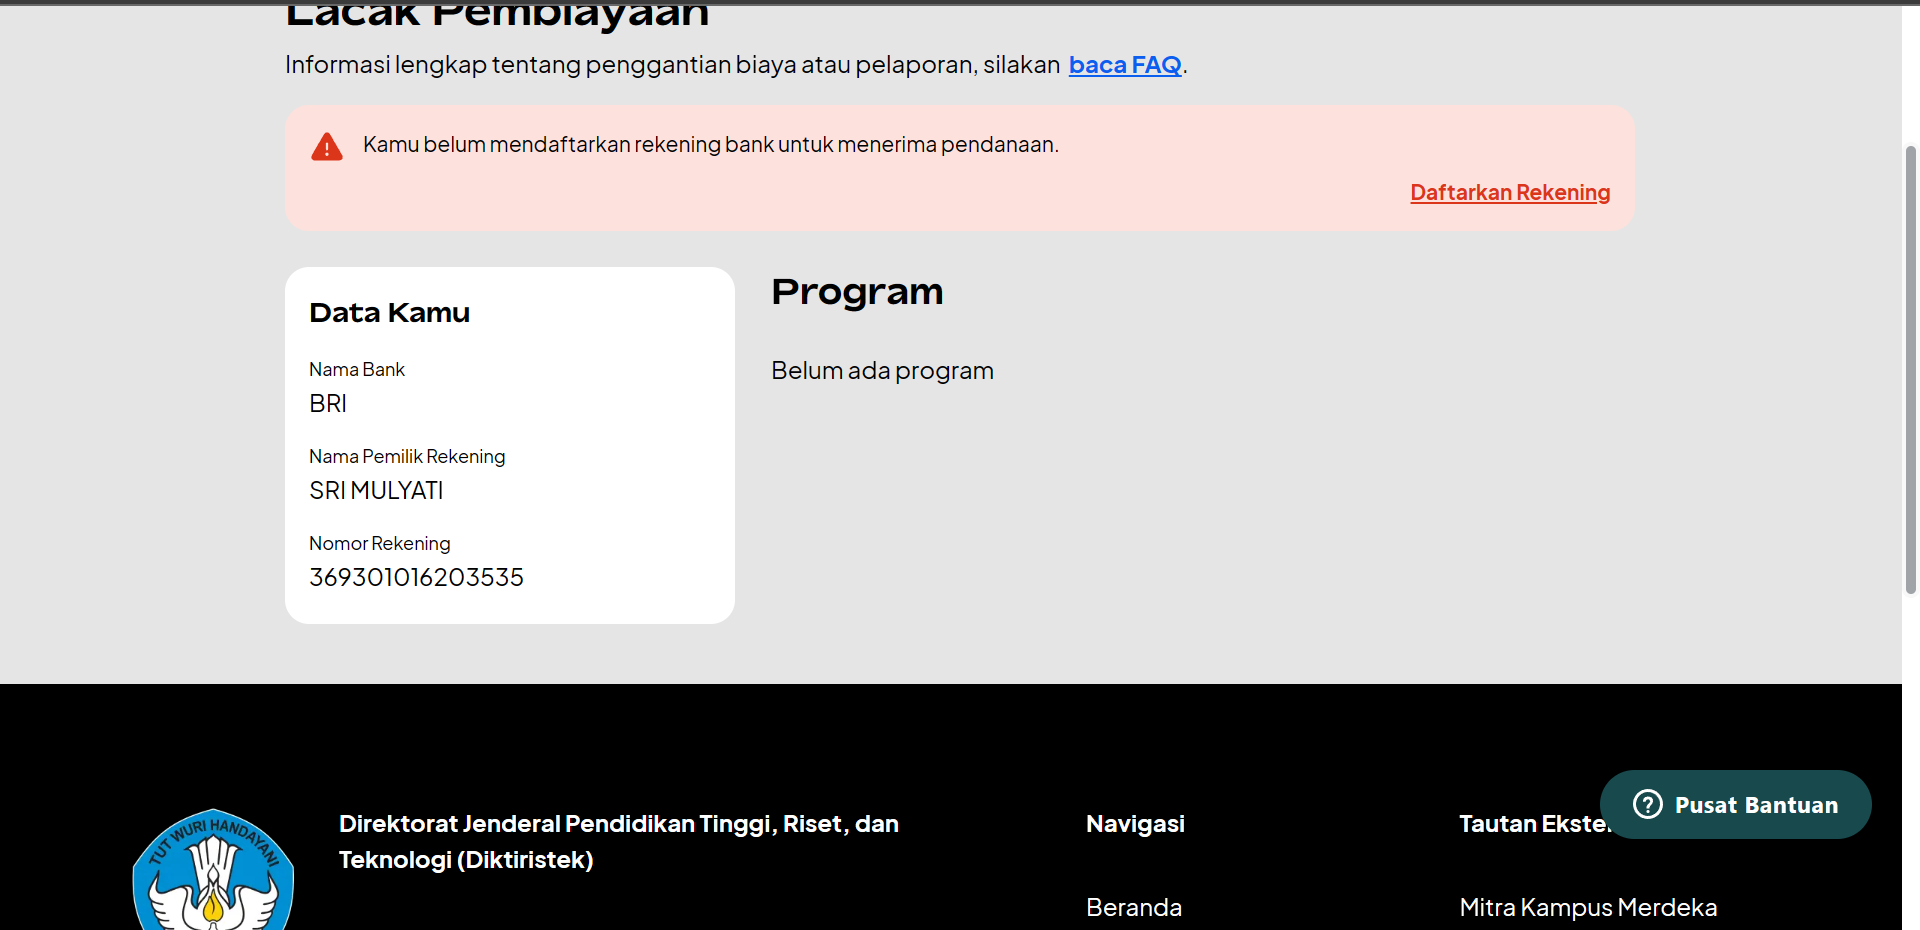 Lacak Pembiayaan
Informasi lengkap tentang penggantian biaya atau pelaporan, silakan baca FAQ.
Kamu belum mendaftarkan rekening bank untuk menerima pendanaan.
Daftarkan Rekening
Data Kamu
Nama Bank
BRI
Nama Pemilik Rekening
SRI MULYATI
Nomor Rekening
369301016203535
Program
Belum ada program
TUT WURI HANDAYANI
Direktorat Jenderal Pendidikan Tinggi, Riset, dan
Teknologi (Diktiristek)
Navigasi
Beranda
Tautan Ekste
Mitra Kampus Merdeka
Pusat Bantuan